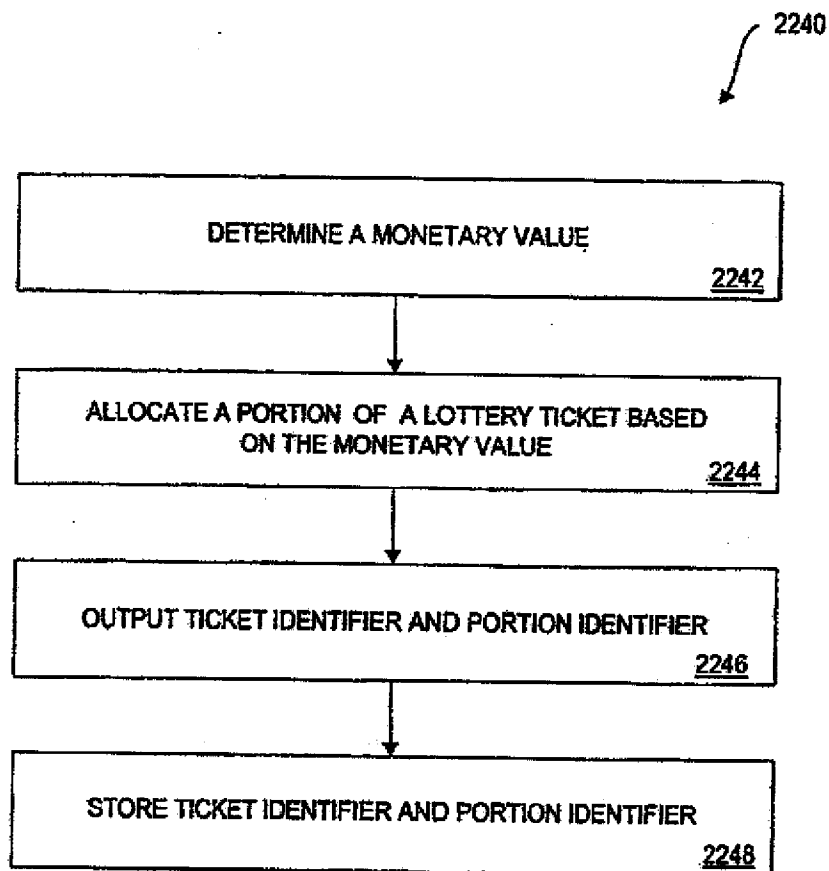 2240
DETERMINE A MONETARY VALUE
2242
ALLOCATE A PORTION OF A LOTTERY TICKET BASED
ON THE MONETARY VALUE
2244
OUTPUT TICKET IDENTIFIER AND PORTION IDENTIFIER
2246
STORE TICKET IDENTIFIER AND PORTION IDENTIFIER
2248